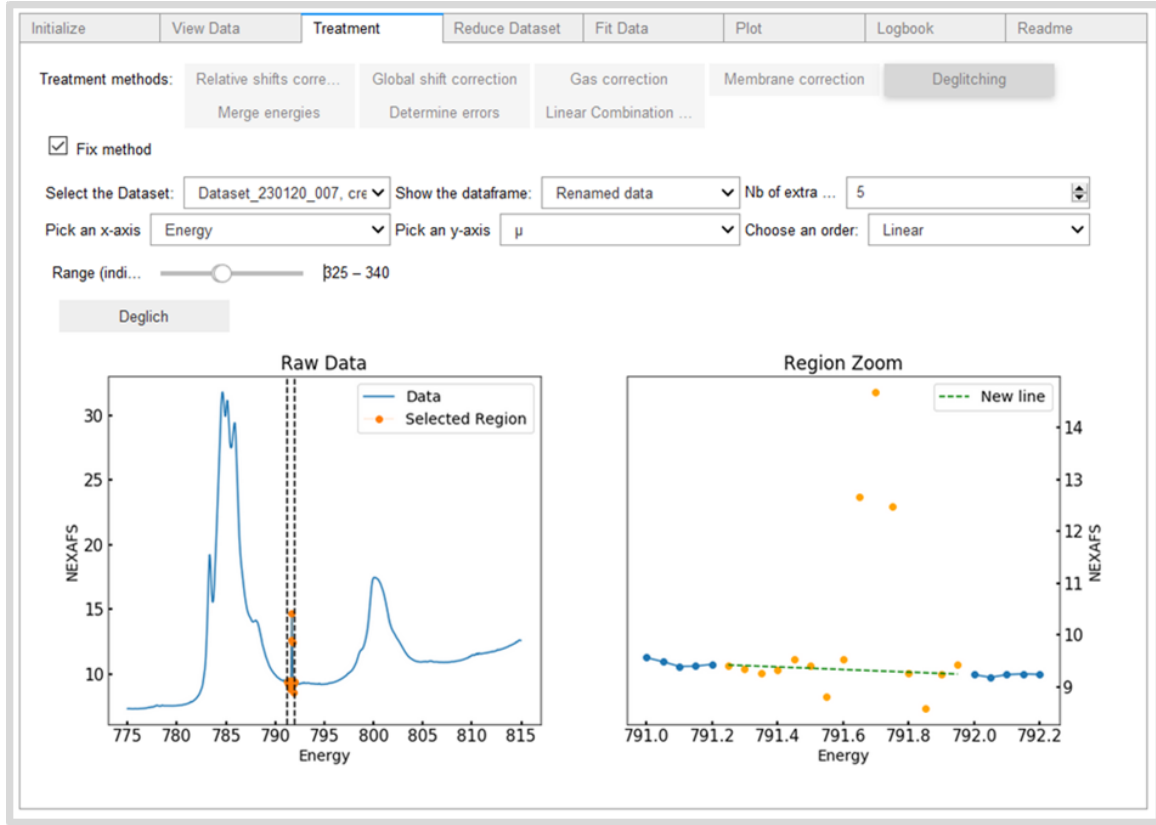 Initialize View Data Treatment Reduce Dataset Fit Data Plot Logbook Readme
Treatment methods: Relative shifts corre... Global shift correction Gas correction Membrane correction Deglitching
Merge energies Determine errors Linear Combination ...
Fix method
Select the Dataset: Dataset_230120_007, cre Show the dataframe: Renamed data Nb of extra ... 5
Pick an x-axis Energy Pick an y-axis μ Choose an order: Linear
Range (indi... 325 – 340
Deglich
Raw Data
Data
Selected Region
NEXAFS
30
25
20
15
10
775 780 785 790 795 800 805 810 815
Energy
Region Zoom
New line
14
13
12
11
10
9
NEXAFS
791.0 791.2 791.4 791.6 791.8 792.0 792.2
Energy